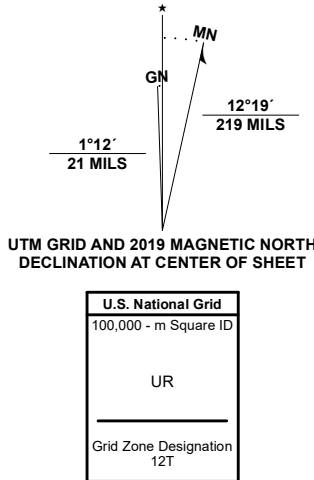 ★
MN
GN
12°19´
219 MILS
1°12´
21 MILS
UTM GRID AND 2019 MAGNETIC NORTH
DECLINATION AT CENTER OF SHEET
U.S. National Grid
100,000 - m Square ID
UR
Grid Zone Designation
12T